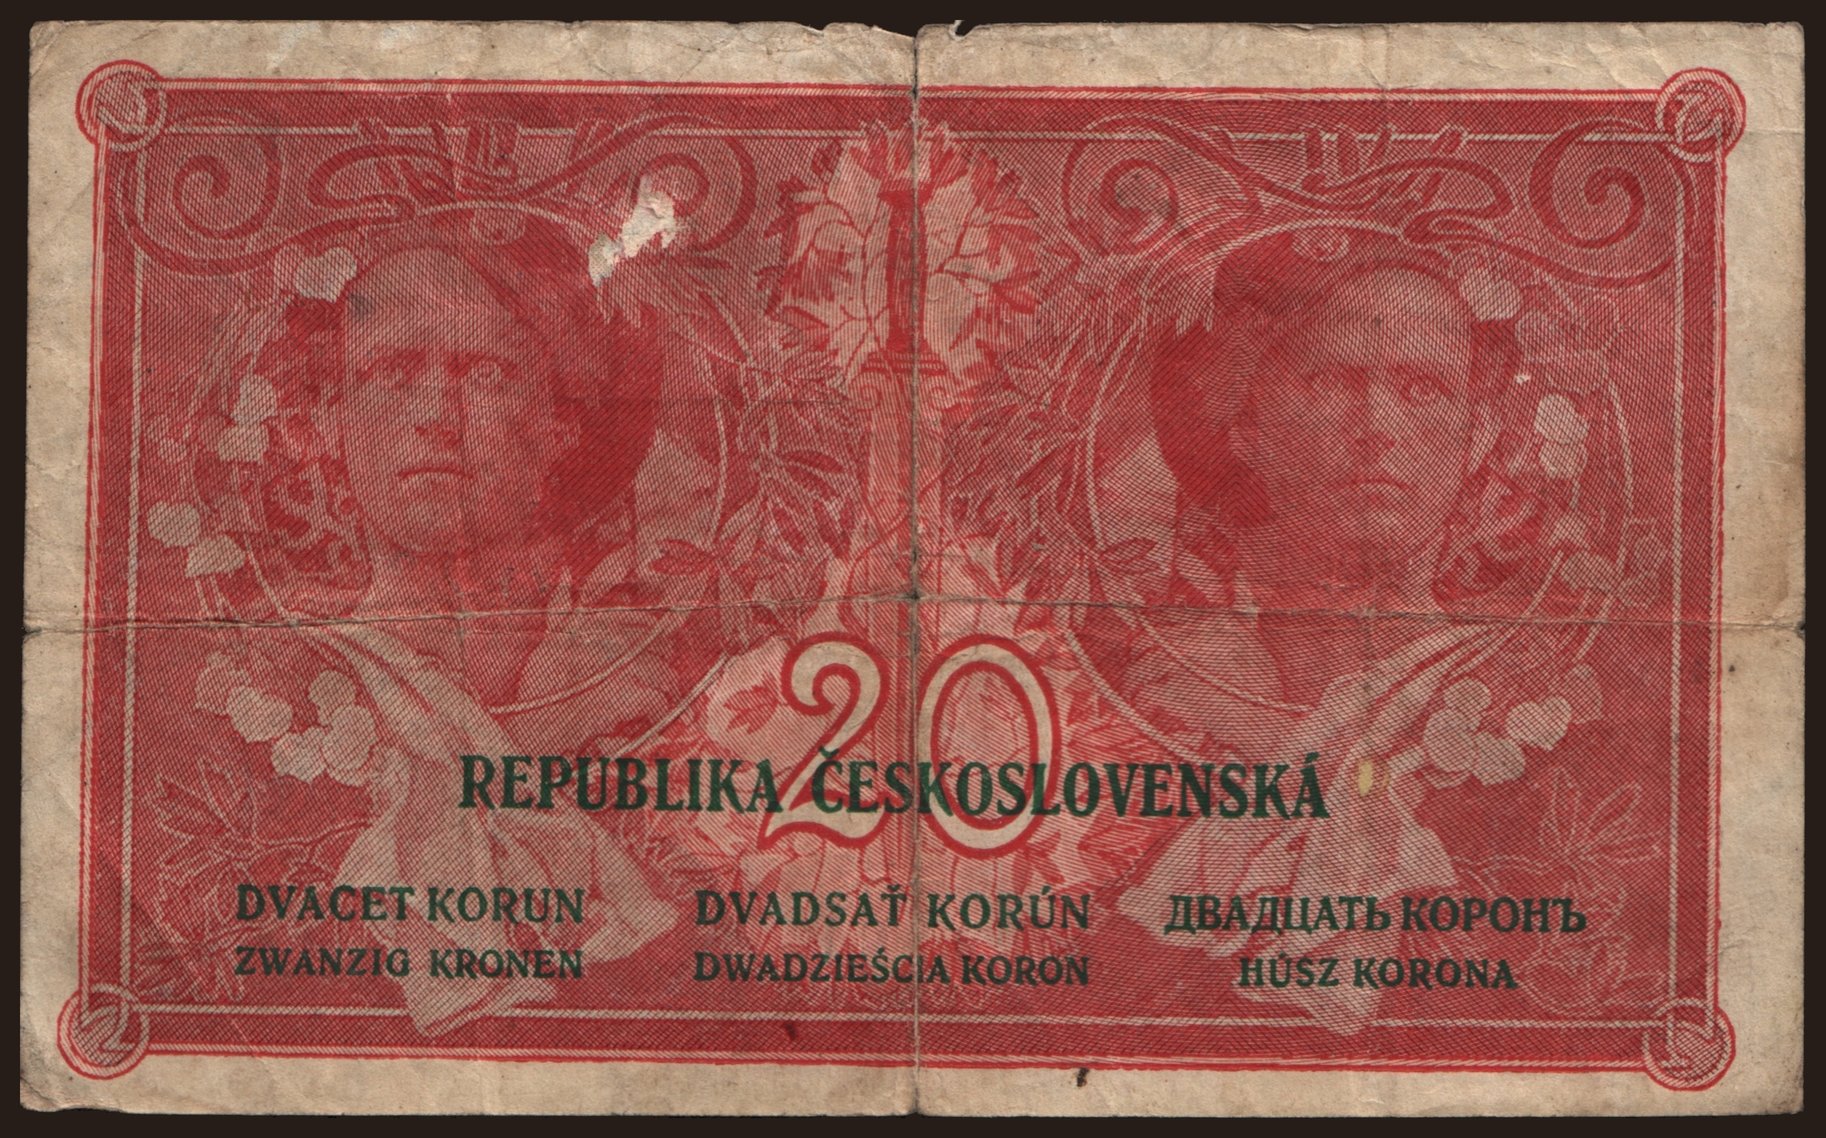 20
REPUBLIKA ČESKOSLOVENSKÁ
DVACET KORUN
ZWANZIG KRONEN
DVADSAŤ KORÚN
DWADZIEŚCIA KORON
ДВАДЦАТЬ КОРОНЪ
HÚSZ KORONA